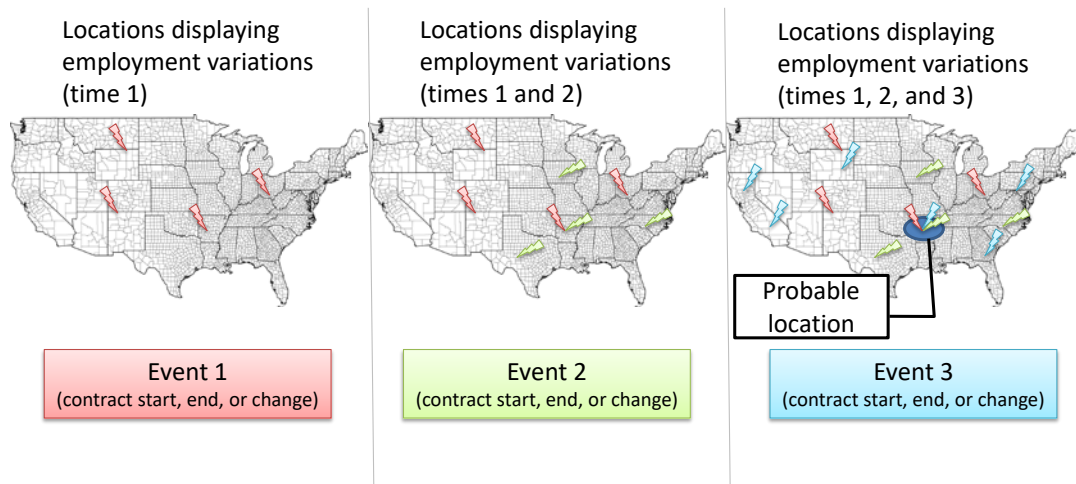 Locations displaying
employment variations
(time 1)
Locations displaying
employment variations
(times 1 and 2)
Locations displaying
employment variations
(times 1, 2, and 3)
Probable
location
Event 1
(contract start, end, or change)
Event 2
(contract start, end, or change)
Event 3
(contract start, end, or change)